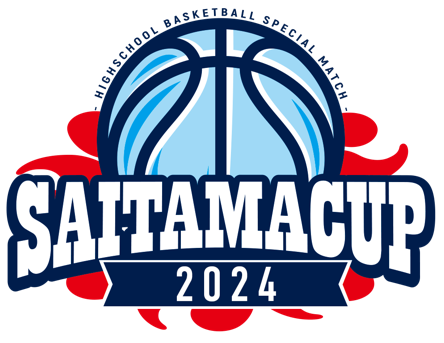 - HIGHSCHOOL BASKETBALL SPECIAL MATCH -
SAITAMACUP
2024